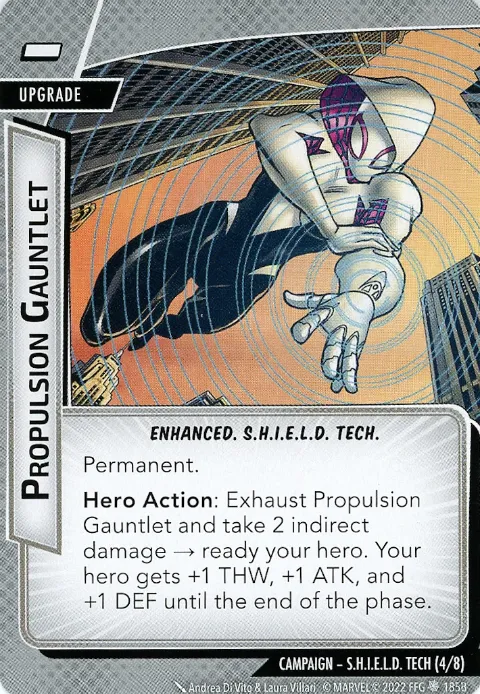 UPGRADE
PROPULSION GAUNTLET
ENHANCED. S.H.I.E.L.D. TECH.
Permanent.
Hero Action: Exhaust Propulsion
Gauntlet and take 2 indirect
damage → ready your hero. Your
hero gets +1 THW, +1 ATK, and
+1 DEF until the end of the phase.
CAMPAIGN – S.H.I.E.L.D. TECH (4/8)
Andrea Di Vito & Laura Villari. © MARVEL © 2022 FFG 185B